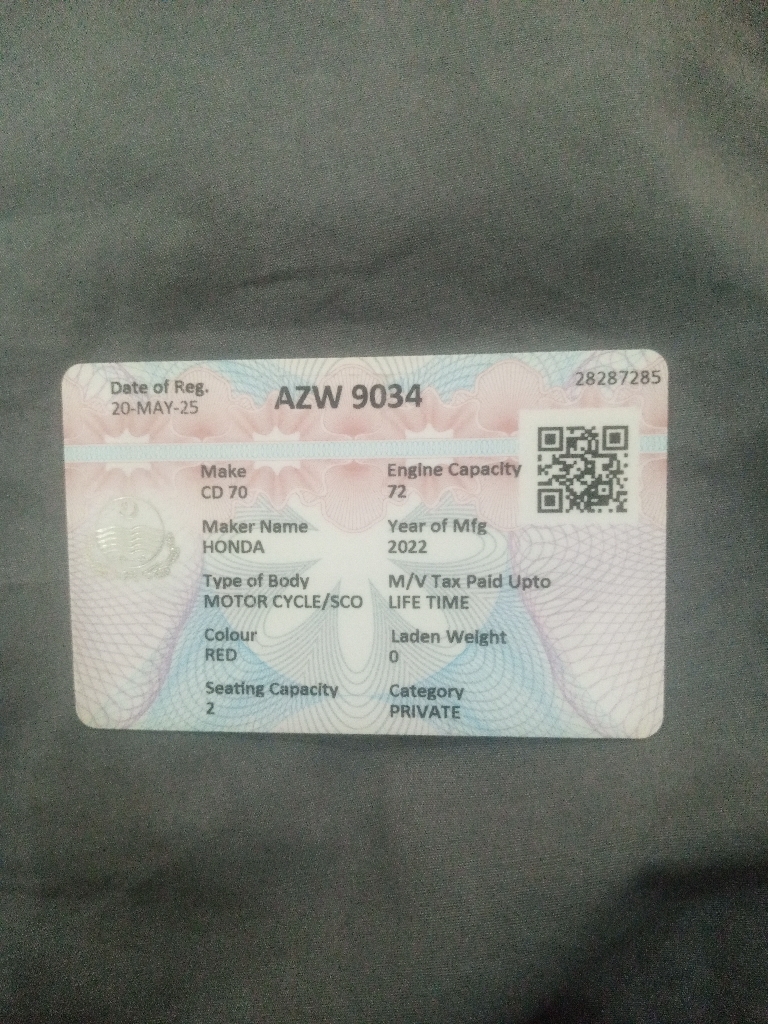 Date of Reg.
20-MAY-25
AZW 9034
28287285
Make
CD 70
Engine Capacity
72
Maker Name
HONDA
Year of Mfg
2022
Type of Body
MOTOR CYCLE/SCO
M/V Tax Paid Upto
LIFE TIME
Colour
RED
Laden Weight
0
Seating Capacity
2
Category
PRIVATE